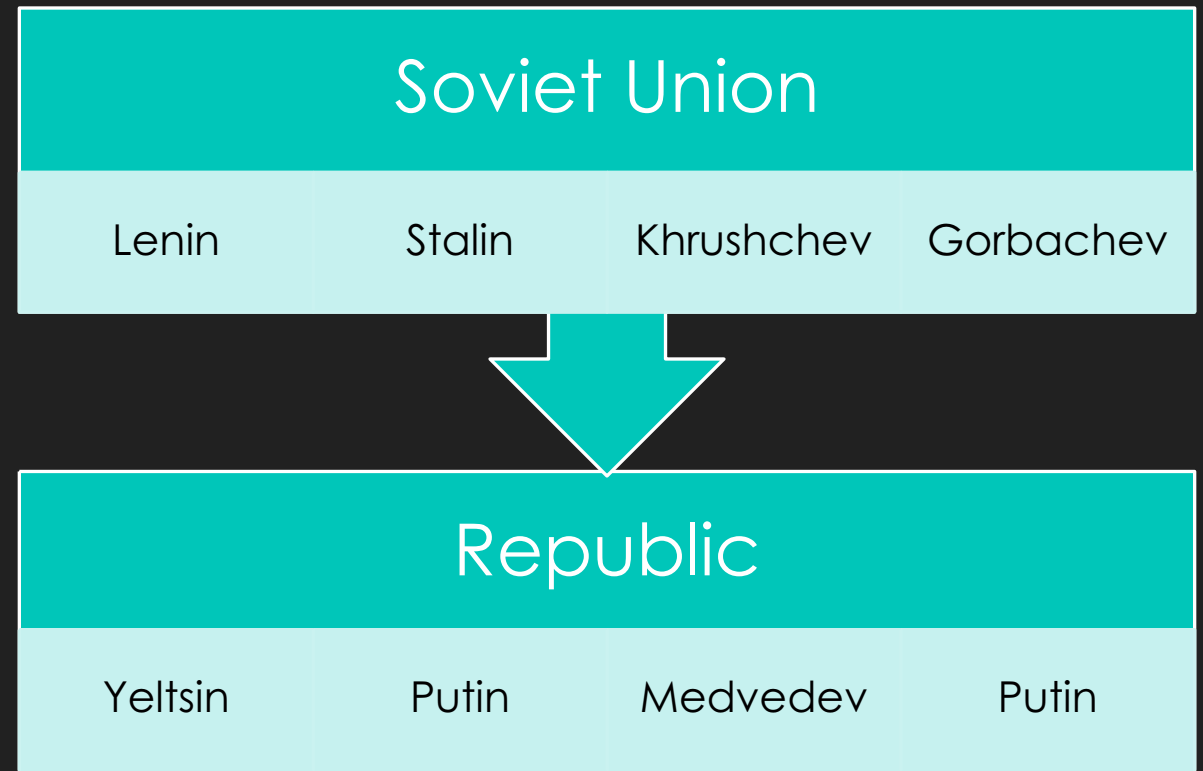 Soviet Union
Lenin Stalin Khrushchev Gorbachev
Republic
Yeltsin Putin Medvedev Putin